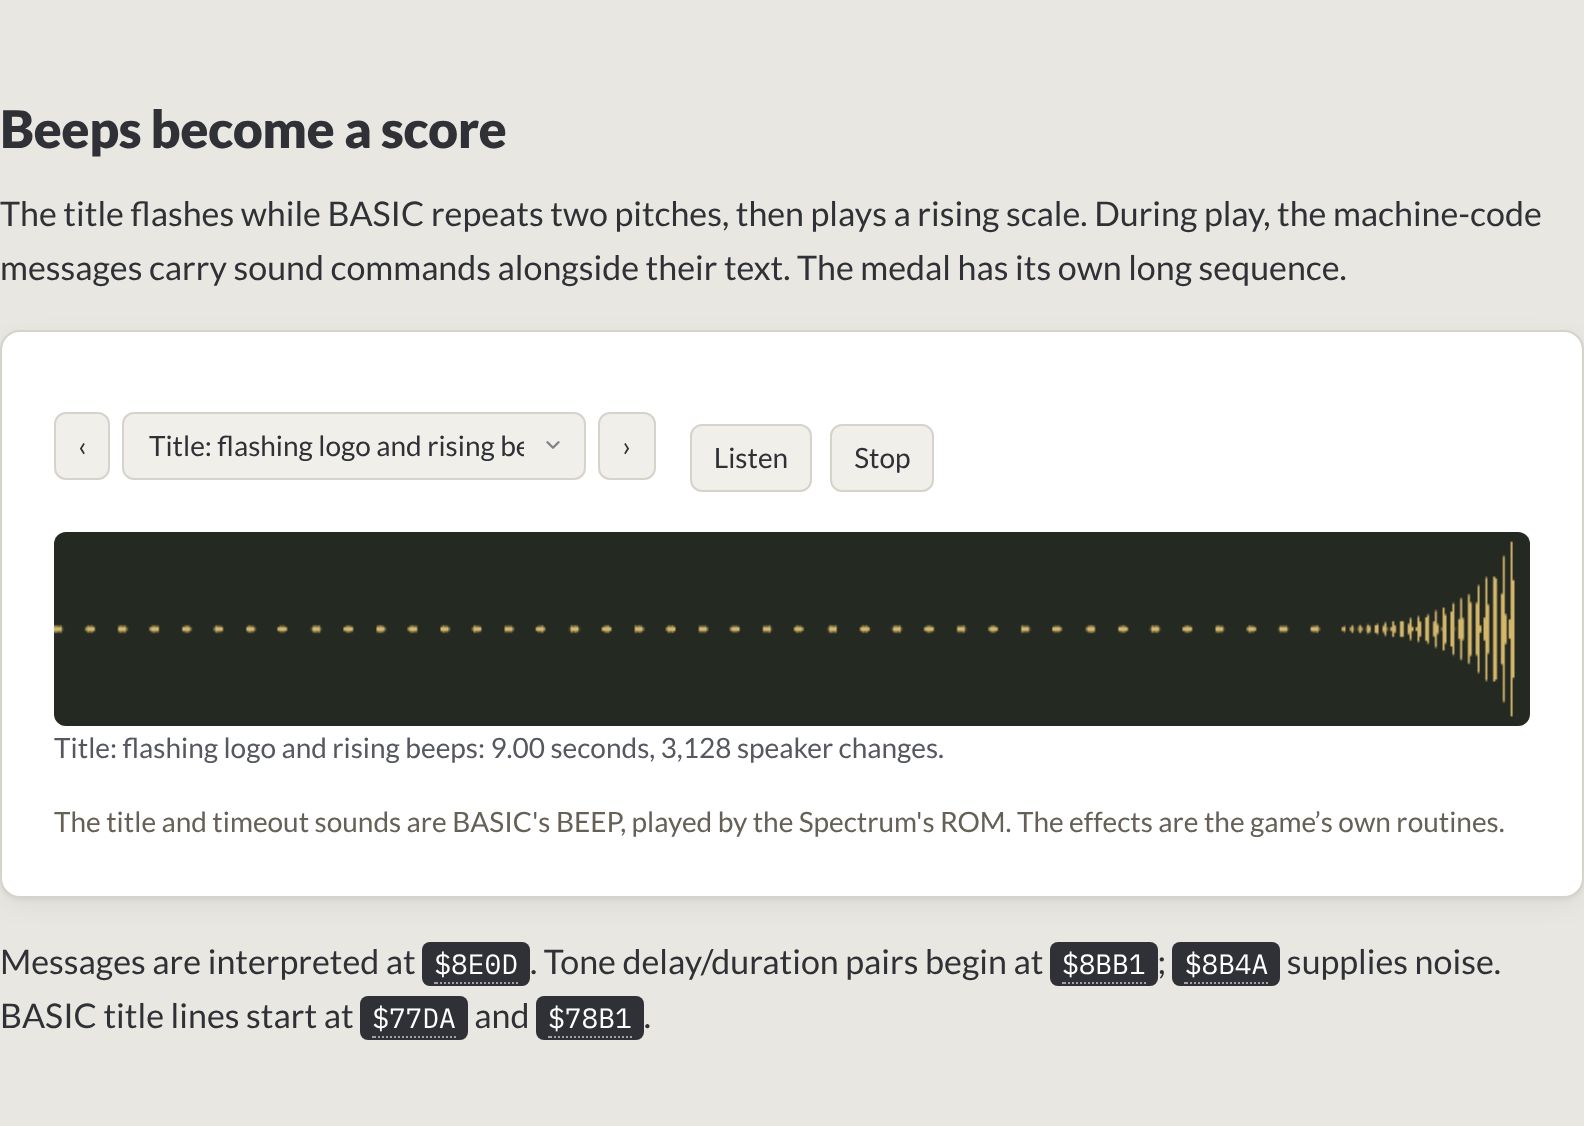 Beeps become a score
The title flashes while BASIC repeats two pitches, then plays a rising scale. During play, the machine-code
messages carry sound commands alongside their text. The medal has its own long sequence.
‹ Title: flashing logo and rising be › Listen Stop
Title: flashing logo and rising beeps: 9.00 seconds, 3,128 speaker changes.
The title and timeout sounds are BASIC's BEEP, played by the Spectrum's ROM. The effects are the game’s own routines.
Messages are interpreted at $8E0D. Tone delay/duration pairs begin at $8BB1; $8B4A supplies noise.
BASIC title lines start at $77DA and $78B1.